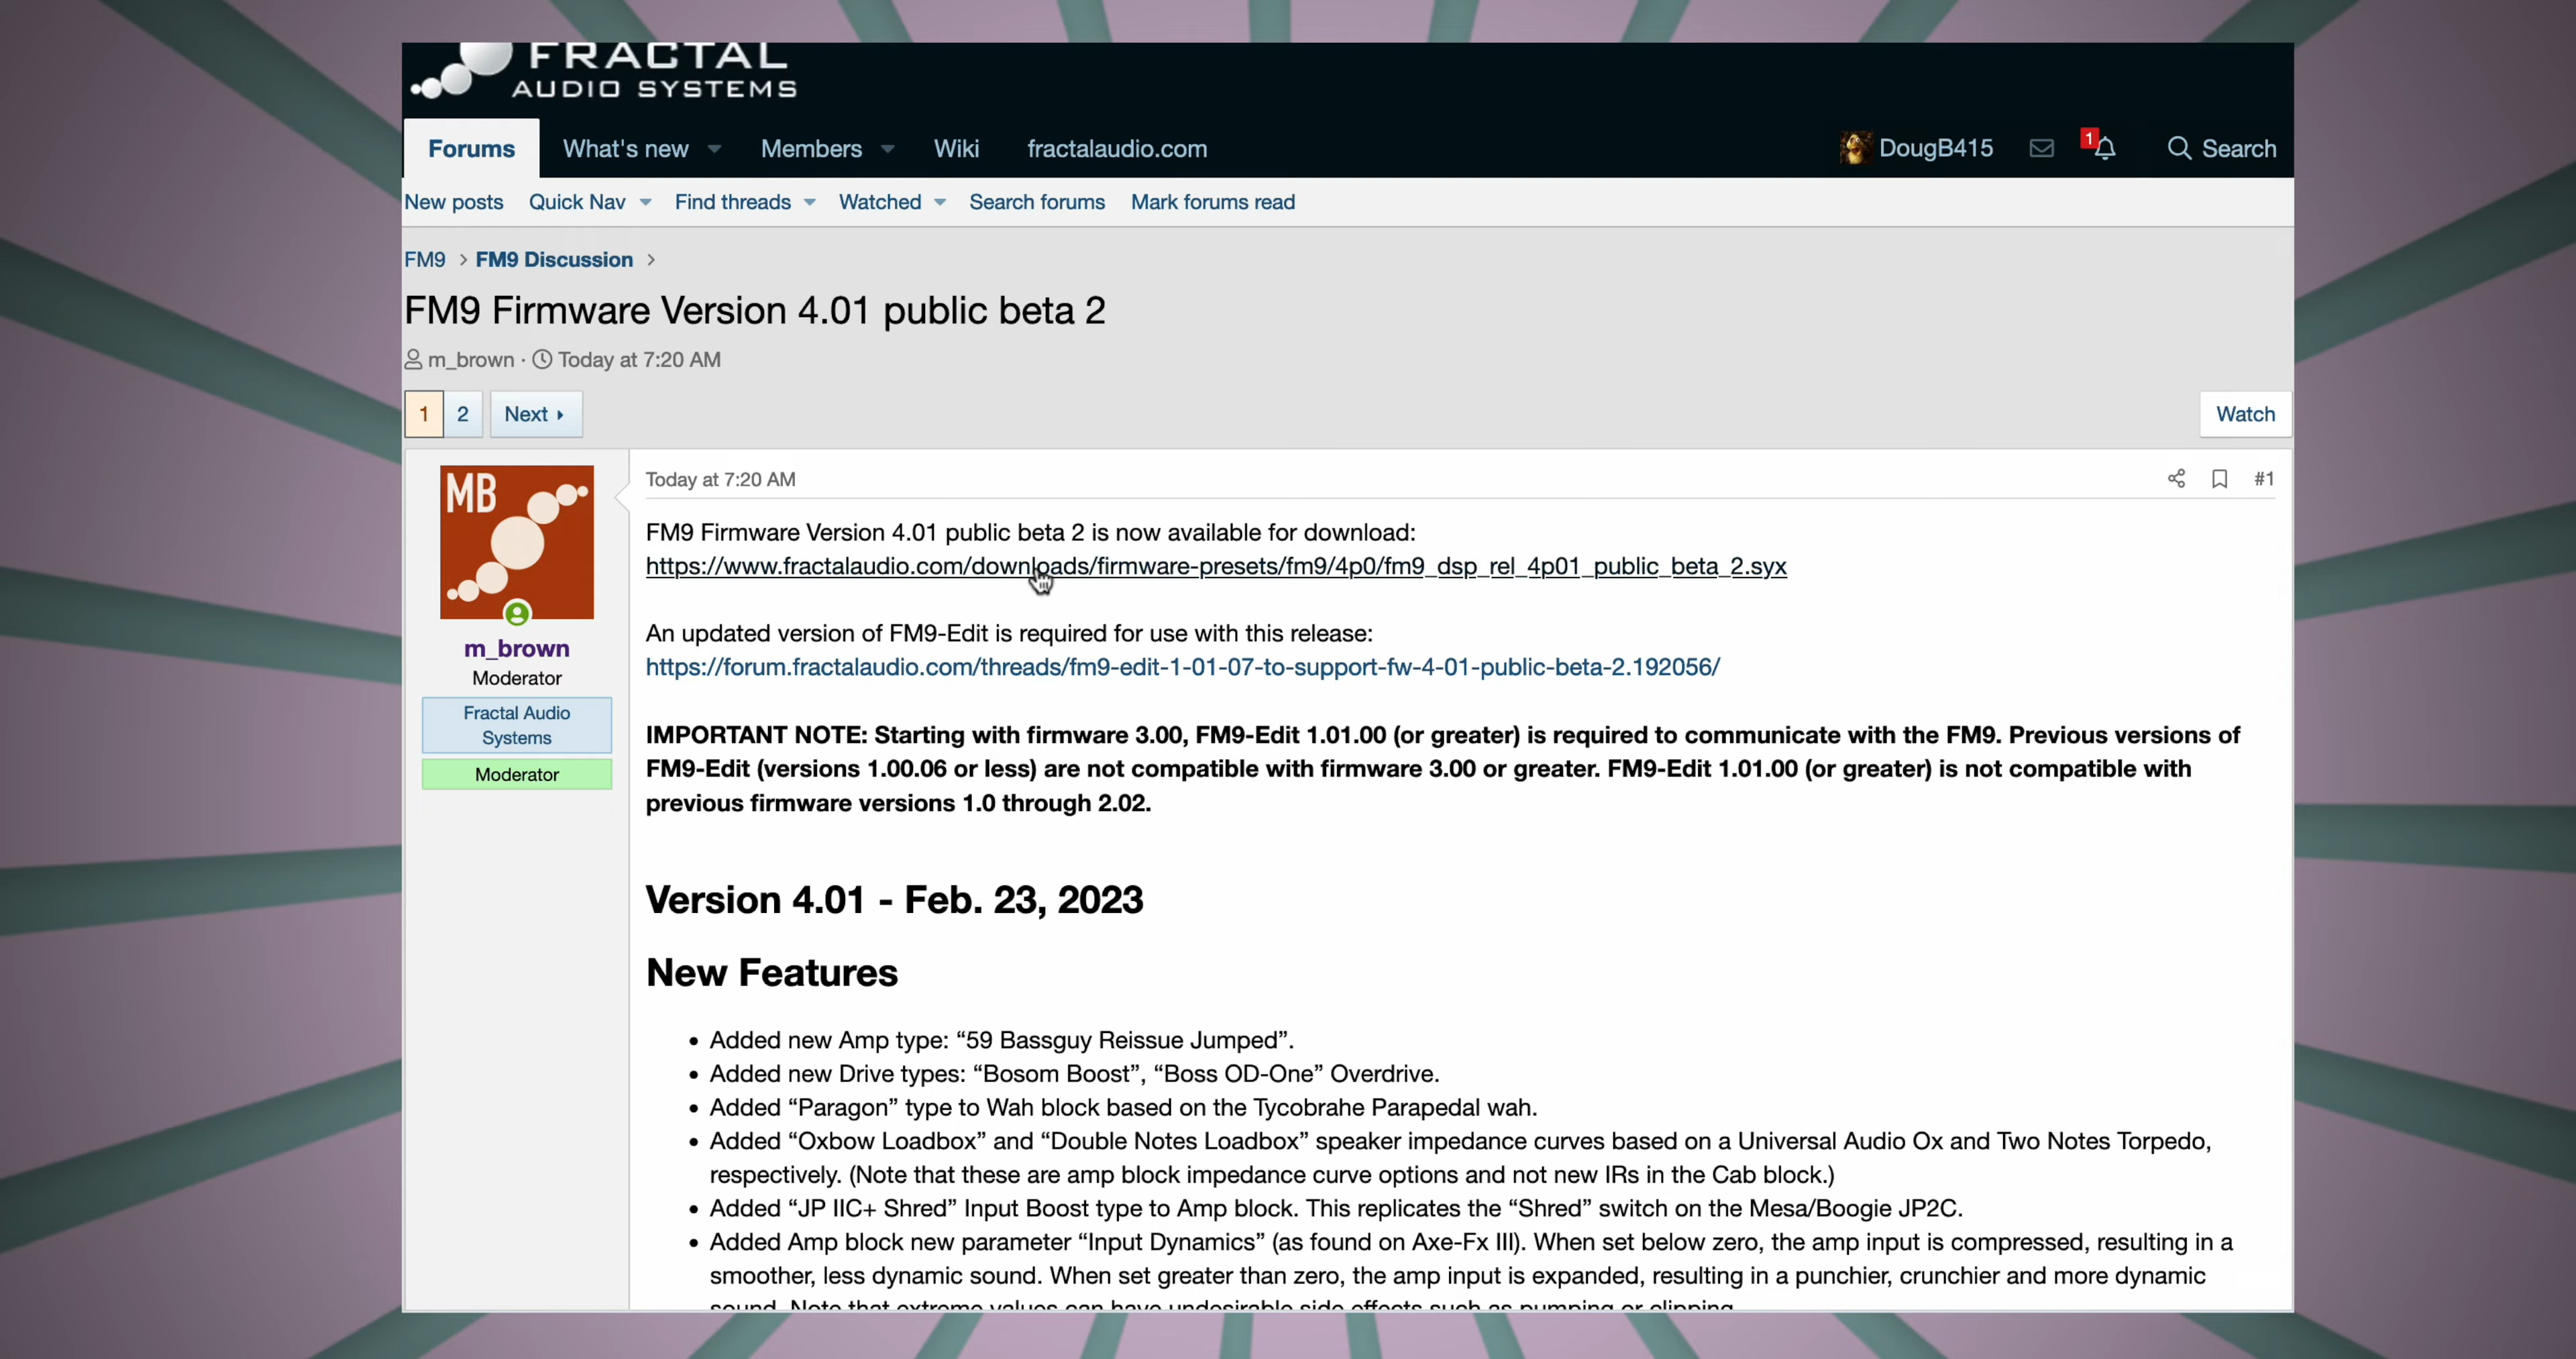 FRACTAL
AUDIO SYSTEMS
Forums What's new Members Wiki fractalaudio.com DougB415 1 Search
New posts Quick Nav Find threads Watched Search forums Mark forums read
FM9 > FM9 Discussion >
FM9 Firmware Version 4.01 public beta 2
m_brown · Today at 7:20 AM
1 2 Next Watch
MB
m_brown
Moderator
Fractal Audio
Systems
Moderator
Today at 7:20 AM #1
FM9 Firmware Version 4.01 public beta 2 is now available for download:
https://www.fractalaudio.com/downloads/firmware-presets/fm9/4p0/fm9_dsp_rel_4p01_public_beta_2.syx
An updated version of FM9-Edit is required for use with this release:
https://forum.fractalaudio.com/threads/fm9-edit-1-01-07-to-support-fw-4-01-public-beta-2.192056/
IMPORTANT NOTE: Starting with firmware 3.00, FM9-Edit 1.01.00 (or greater) is required to communicate with the FM9. Previous versions of
FM9-Edit (versions 1.00.06 or less) are not compatible with firmware 3.00 or greater. FM9-Edit 1.01.00 (or greater) is not compatible with
previous firmware versions 1.0 through 2.02.
Version 4.01 - Feb. 23, 2023
New Features
• Added new Amp type: “59 Bassguy Reissue Jumped”.
• Added new Drive types: “Bosom Boost”, “Boss OD-One” Overdrive.
• Added “Paragon” type to Wah block based on the Tycobrahe Parapedal wah.
• Added “Oxbow Loadbox” and “Double Notes Loadbox” speaker impedance curves based on a Universal Audio Ox and Two Notes Torpedo,
respectively. (Note that these are amp block impedance curve options and not new IRs in the Cab block.)
• Added “JP IIC+ Shred” Input Boost type to Amp block. This replicates the “Shred” switch on the Mesa/Boogie JP2C.
• Added Amp block new parameter “Input Dynamics” (as found on Axe-Fx III). When set below zero, the amp input is compressed, resulting in a
smoother, less dynamic sound. When set greater than zero, the amp input is expanded, resulting in a punchier, crunchier and more dynamic
sound. Note that extreme values can have undesirable side effects such as pumping or clipping.